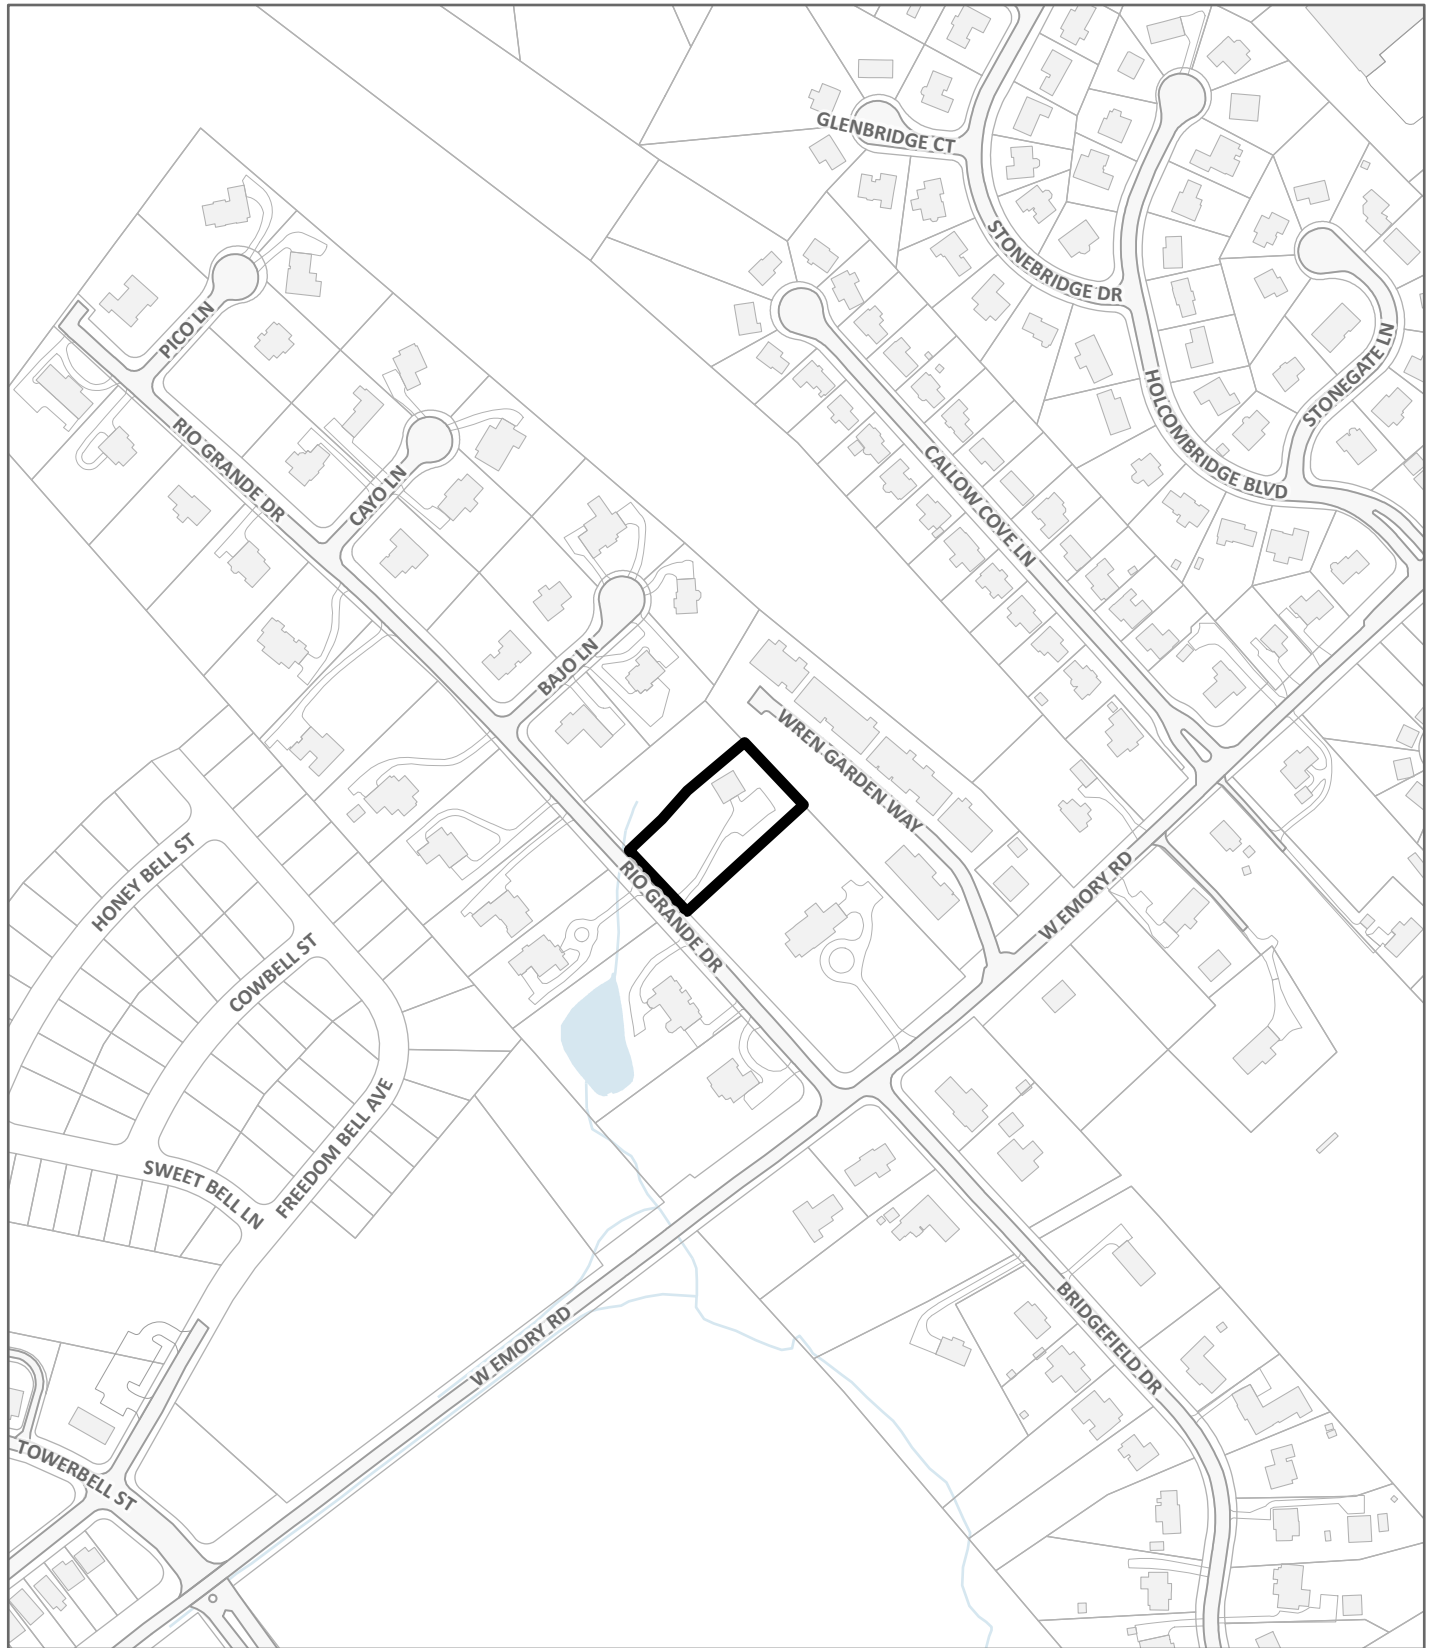 GLENBRIDGE CT
STONEBRIDGE DR
PICO LN
STONEGATE LN
HOLCOMBRIDGE BLVD
RIO GRANDE DR
CAYO LN
CALLOW COVE LN
BAJO LN
WREN GARDEN WAY
HONEY BELL ST
W EMORY RD
RIO GRANDE DR
COWBELL ST
FREEDOM BELL AVE
SWEET BELL LN
BRIDGEFIELD DR
W EMORY RD
TOWERBELL ST